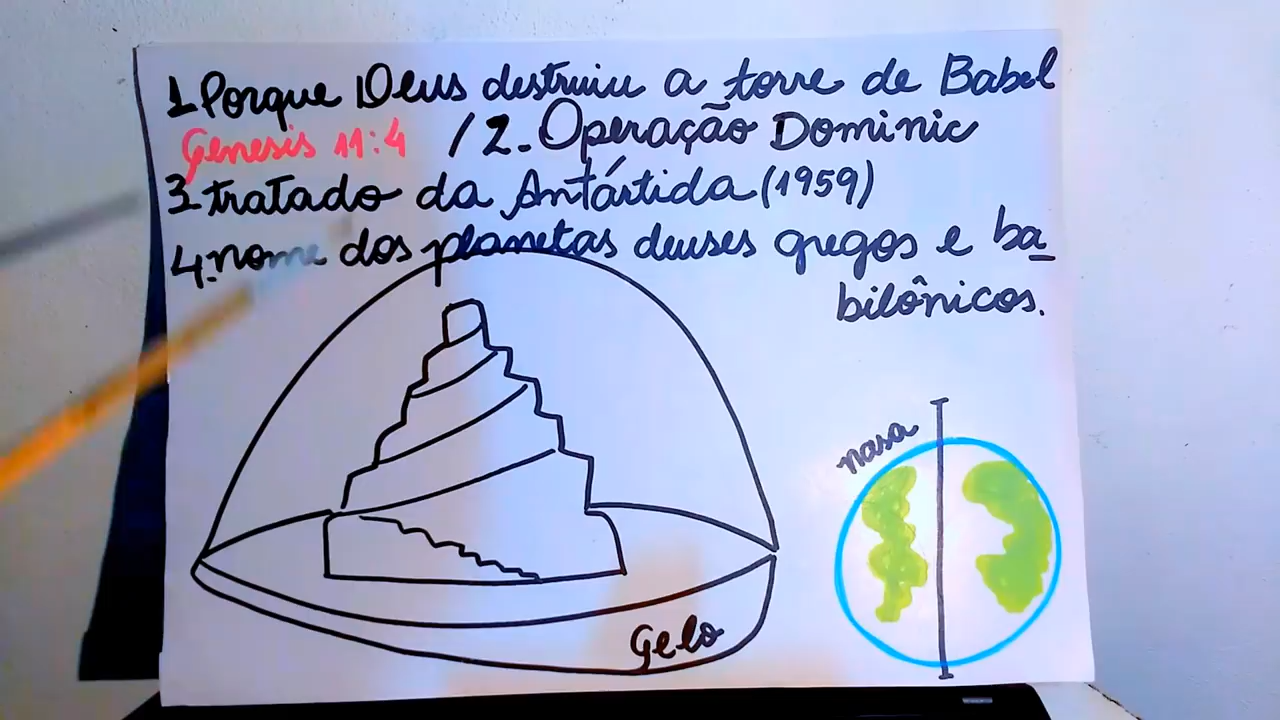 1 Porque Deus destruiu a torre de Babel
Genesis 11:4 / 2. Operação Dominic
3 tratado da Antártida (1959)
4. nome dos planetas deuses gregos e ba_
bilônicos.
nasa
Gelo